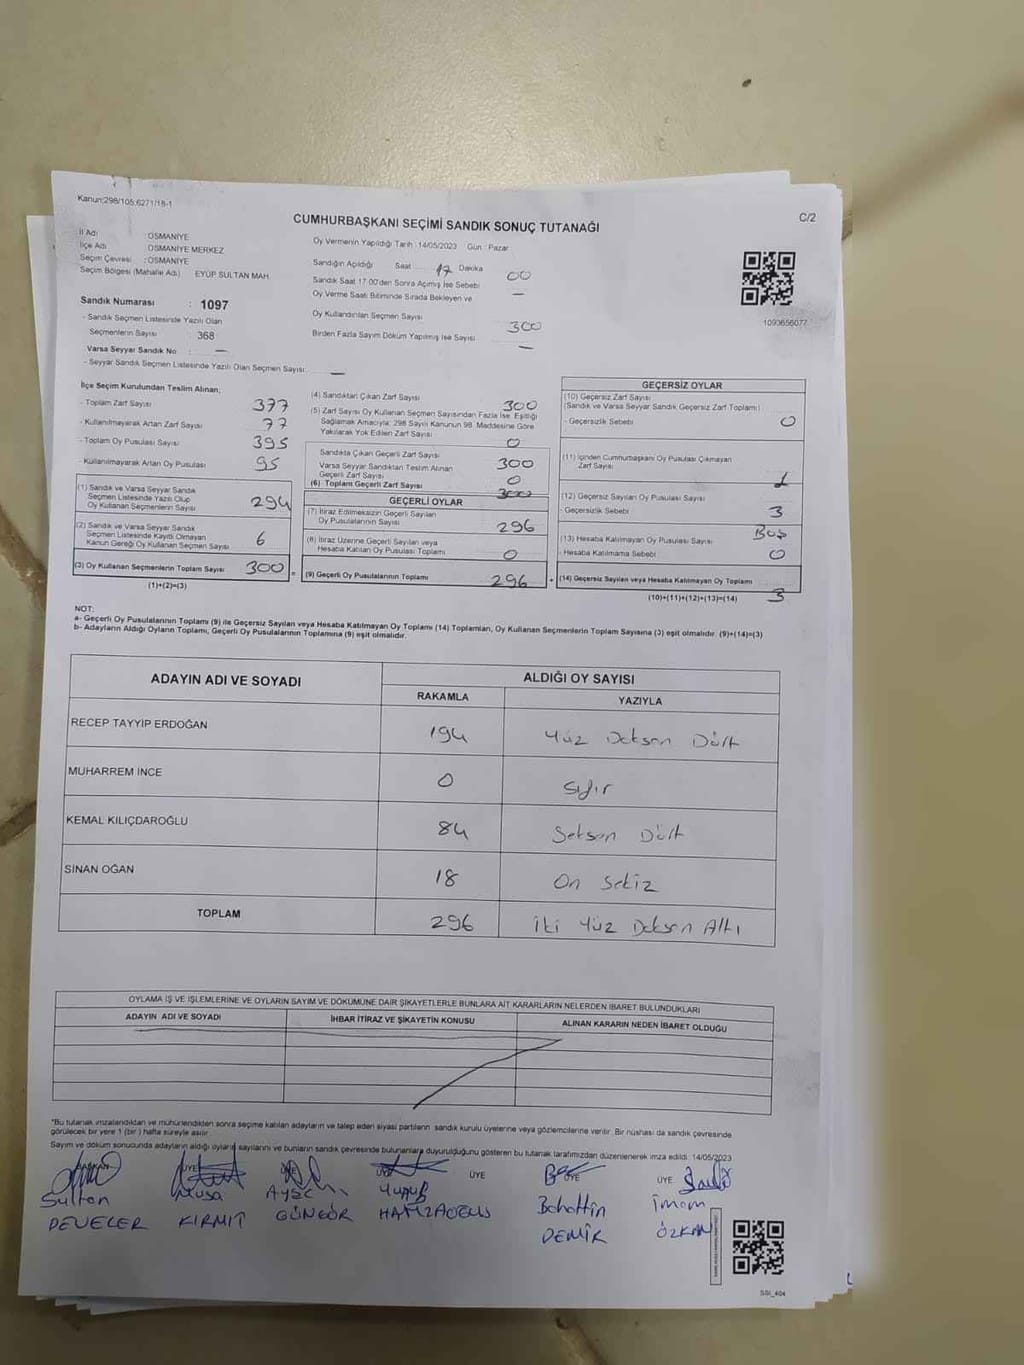 Kanun;298/105;6271/18-1
C/2
CUMHURBAŞKANI SEÇİMİ SANDIK SONUÇ TUTANAĞI
İl Adı : OSMANİYE
İlçe Adı : OSMANİYE MERKEZ
Seçim Çevresi : OSMANİYE
Seçim Bölgesi (Mahalle Adı) EYÜP SULTAN MAH.
Sandık Numarası : 1097
- Sandık Seçmen Listesinde Yazılı Olan
Seçmenlerin Sayısı : 368
Varsa Seyyar Sandık No : —
- Seyyar Sandık Seçmen Listesinde Yazılı Olan Seçmen Sayısı: —
Oy Vermenin Yapıldığı Tarih : 14/05/2023 Gün : Pazar
Sandığın Açıldığı Saat 17 Dakika 00
Sandık Saat 17:00'den Sonra Açılmış İse Sebebi —
Oy Verme Saati Bitiminde Sırada Bekleyen ve
Oy Kullandırılan Seçmen Sayısı 300
Birden Fazla Sayım Döküm Yapılmış İse Sayısı —
1090656077
İlçe Seçim Kurulundan Teslim Alınan;
- Toplam Zarf Sayısı 377
- Kullanılmayarak Artan Zarf Sayısı 77
- Toplam Oy Pusulası Sayısı 395
- Kullanılmayarak Artan Oy Pusulası 95
(1) Sandık ve Varsa Seyyar Sandık
Seçmen Listesinde Yazılı Olup
Oy Kullanan Seçmenlerin Sayısı 294
(2) Sandık ve Varsa Seyyar Sandık
Seçmen Listesinde Kaydı Olmayan
Kanun Gereği Oy Kullanan Seçmen Sayısı 6
(3) Oy Kullanan Seçmenlerin Toplam Sayısı 300
(1)+(2)=(3)
(4) Sandıktan Çıkan Zarf Sayısı 300
(5) Zarf Sayısı Oy Kullanan Seçmen Sayısından Fazla İse, Eşitliği
Sağlamak Amacıyla; 298 Sayılı Kanunun 98. Maddesine Göre
Yakılarak Yok Edilen Zarf Sayısı 0
Sandıkta Çıkan Geçerli Zarf Sayısı 300
Varsa Seyyar Sandıktan Teslim Alınan
Geçerli Zarf Sayısı 0
(6) Toplam Geçerli Zarf Sayısı 300
GEÇERLİ OYLAR
(7) İtiraz Edilmeksizin Geçerli Sayılan
Oy Pusulalarının Sayısı 296
(8) İtiraz Üzerine Geçerli Sayılan veya
Hesaba Katılan Oy Pusulası Toplamı 0
(9) Geçerli Oy Pusulalarının Toplamı 296
GEÇERSİZ OYLAR
(10) Geçersiz Zarf Sayısı
(Sandık ve Varsa Seyyar Sandık Geçersiz Zarf Toplamı)
- Geçersizlik Sebebi 0
(11) İçinden Cumhurbaşkanı Oy Pusulası Çıkmayan
Zarf Sayısı 1
(12) Geçersiz Sayılan Oy Pusulası Sayısı
- Geçersizlik Sebebi 3
Boş
(13) Hesaba Katılmayan Oy Pusulası Sayısı
- Hesaba Katılmama Sebebi 0
(14) Geçersiz Sayılan veya Hesaba Katılmayan Oy Toplamı 3
(10)+(11)+(12)+(13)=(14)
NOT:
a- Geçerli Oy Pusulalarının Toplamı (9) ile Geçersiz Sayılan veya Hesaba Katılmayan Oy Toplamı (14) Toplamları, Oy Kullanan Seçmenlerin Toplam Sayısına (3) eşit olmalıdır. (9)+(14)=(3)
b- Adayların Aldığı Oyların Toplamı, Geçerli Oy Pusulalarının Toplamına (9) eşit olmalıdır.
ADAYIN ADI VE SOYADI
ALDIĞI OY SAYISI
RAKAMLA
YAZIYLA
RECEP TAYYİP ERDOĞAN 194 Yüz Doksan Dört
MUHARREM İNCE 0 Sıfır
KEMAL KILIÇDAROĞLU 84 Seksen Dört
SİNAN OĞAN 18 On Sekiz
TOPLAM 296 İki Yüz Doksan Altı
OYLAMA İŞ VE İŞLEMLERİNE VE OYLARIN SAYIM VE DÖKÜMÜNE DAİR ŞİKAYETLERLE BUNLARA AİT KARARLARIN NELERDEN İBARET BULUNDUKLARI
ADAYIN ADI VE SOYADI
İHBAR İTİRAZ VE ŞİKAYETİN KONUSU
ALINAN KARARIN NEDEN İBARET OLDUĞU
*Bu tutanak imzalandıktan ve mühürlendikten sonra seçime katılan adayların ve talep eden siyasi partilerin sandık kurulu üyelerine veya gözlemcilerine verilir. Bir nüshası da sandık çevresinde
görülecek bir yere 1 (bir) hafta süreyle asılır.
Sayım ve döküm sonucunda adayların aldığı oyların sayılarını ve bunların sandık çevresinde bulunanlara duyurulduğunu gösteren bu tutanak tarafımızdan düzenlenerek imza edildi. 14/05/2023
BAŞKAN ÜYE ÜYE ÜYE ÜYE ÜYE ÜYE
Sultan Musa Ayşe Yusuf Bahattin İmam
DEVELER KIRMIT GÜNGÖR HAFIZAOĞLU DEMİR ÖZKAN
SSI_404